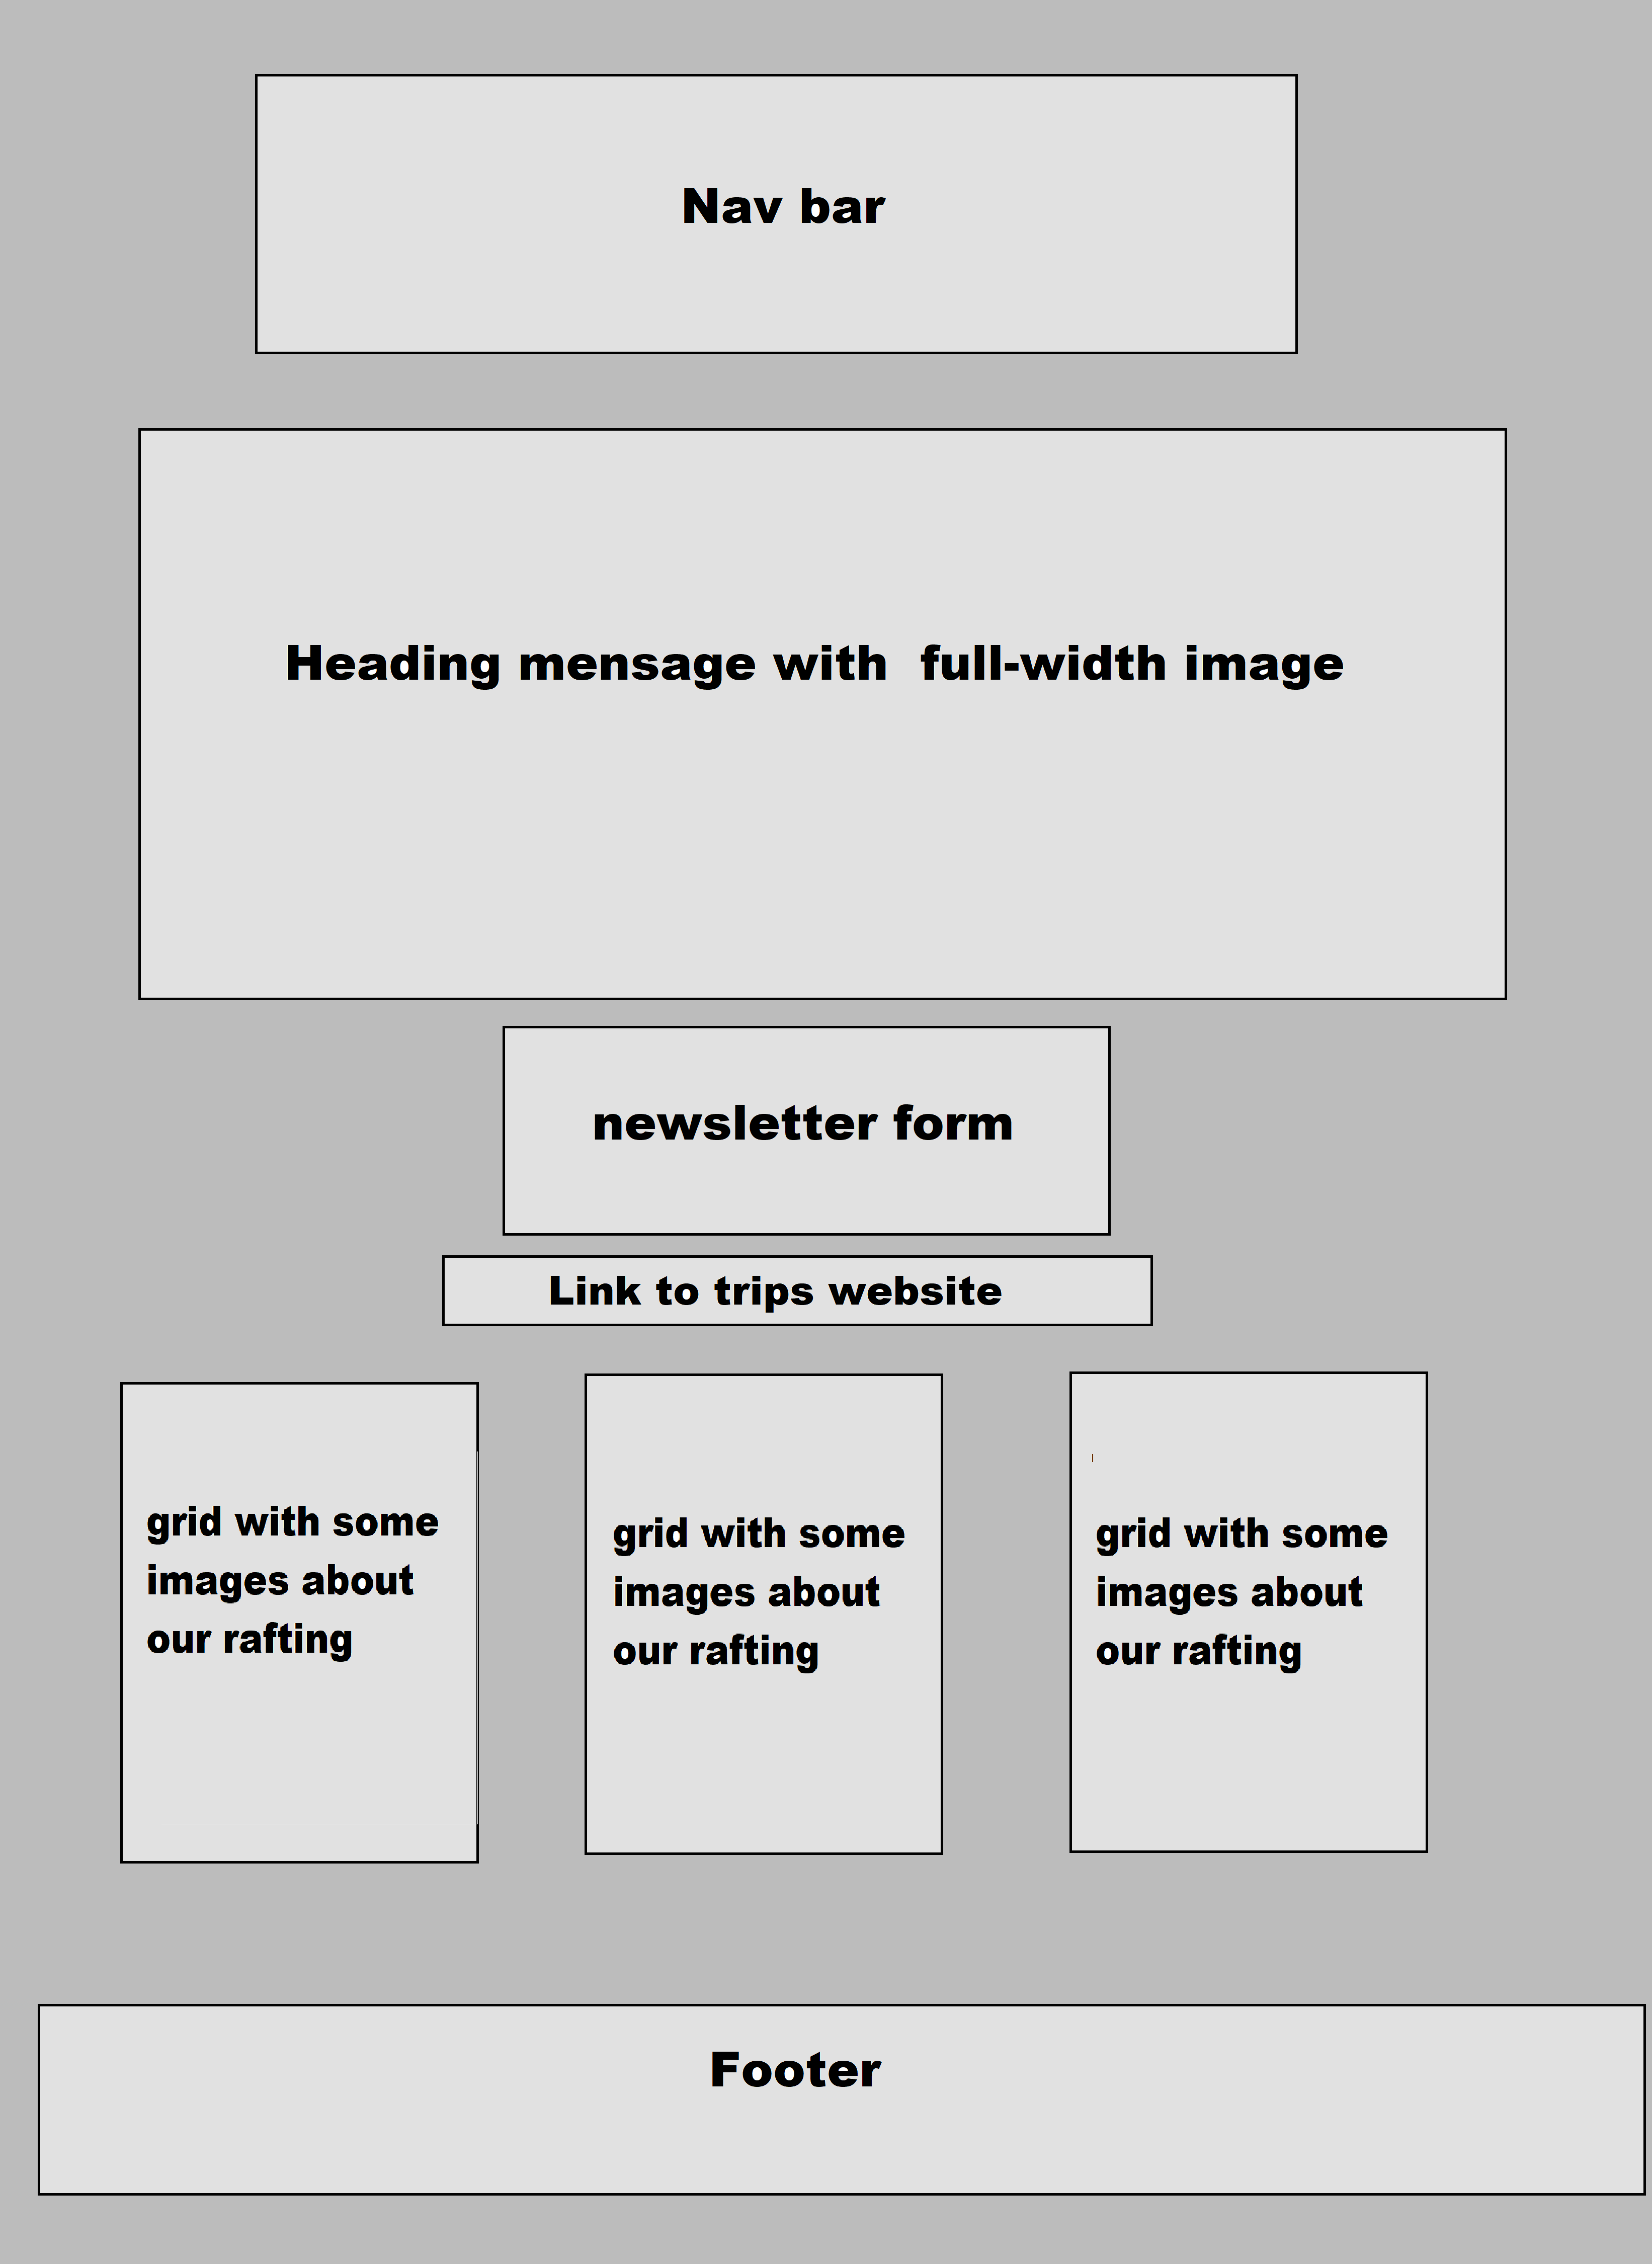 Nav bar
Heading mensage with  full-width image
newsletter form
Link to trips website
grid with some
images about
our rafting
grid with some
images about
our rafting
grid with some
images about
our rafting
Footer